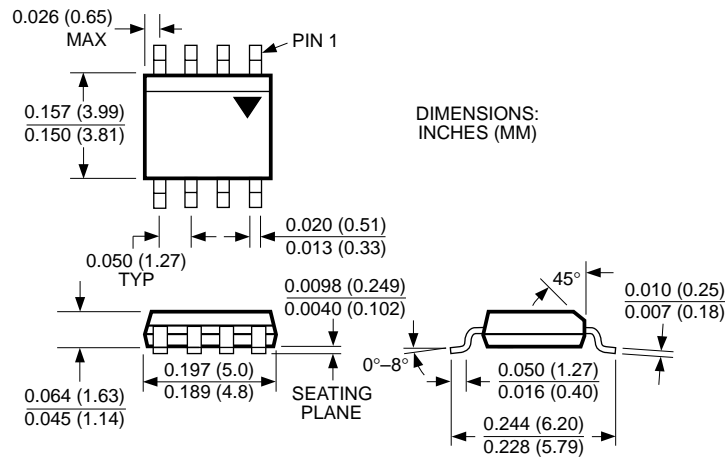 0.026 (0.65)
MAX
PIN 1
0.157 (3.99)
0.150 (3.81)
DIMENSIONS:
INCHES (MM)
0.020 (0.51)
0.013 (0.33)
0.050 (1.27)
TYP
0.0098 (0.249)
0.0040 (0.102)
45°
0.010 (0.25)
0.007 (0.18)
0°–8°
0.064 (1.63)
0.045 (1.14)
0.197 (5.0)
0.189 (4.8)
SEATING
PLANE
0.050 (1.27)
0.016 (0.40)
0.244 (6.20)
0.228 (5.79)